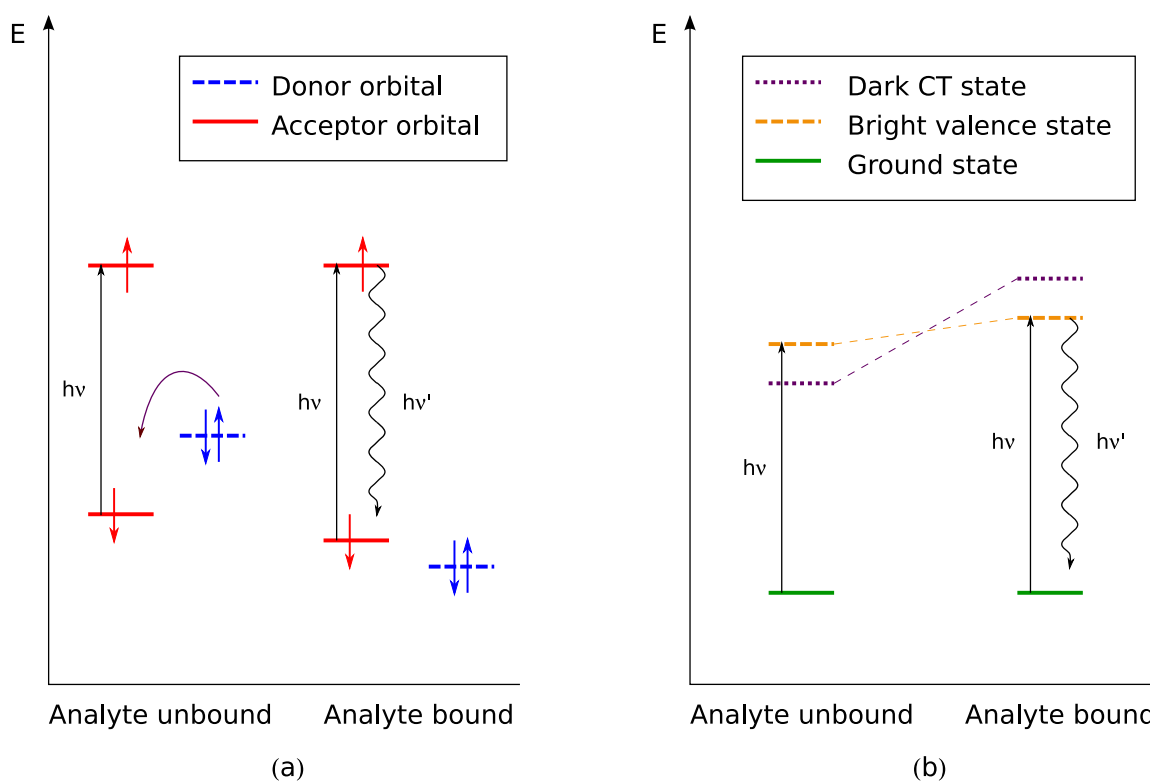 E
Donor orbital
Acceptor orbital
hν
hν
hν'
Analyte unbound
Analyte bound
(a)
E
Dark CT state
Bright valence state
Ground state
hν
hν
hν'
Analyte unbound
Analyte bound
(b)